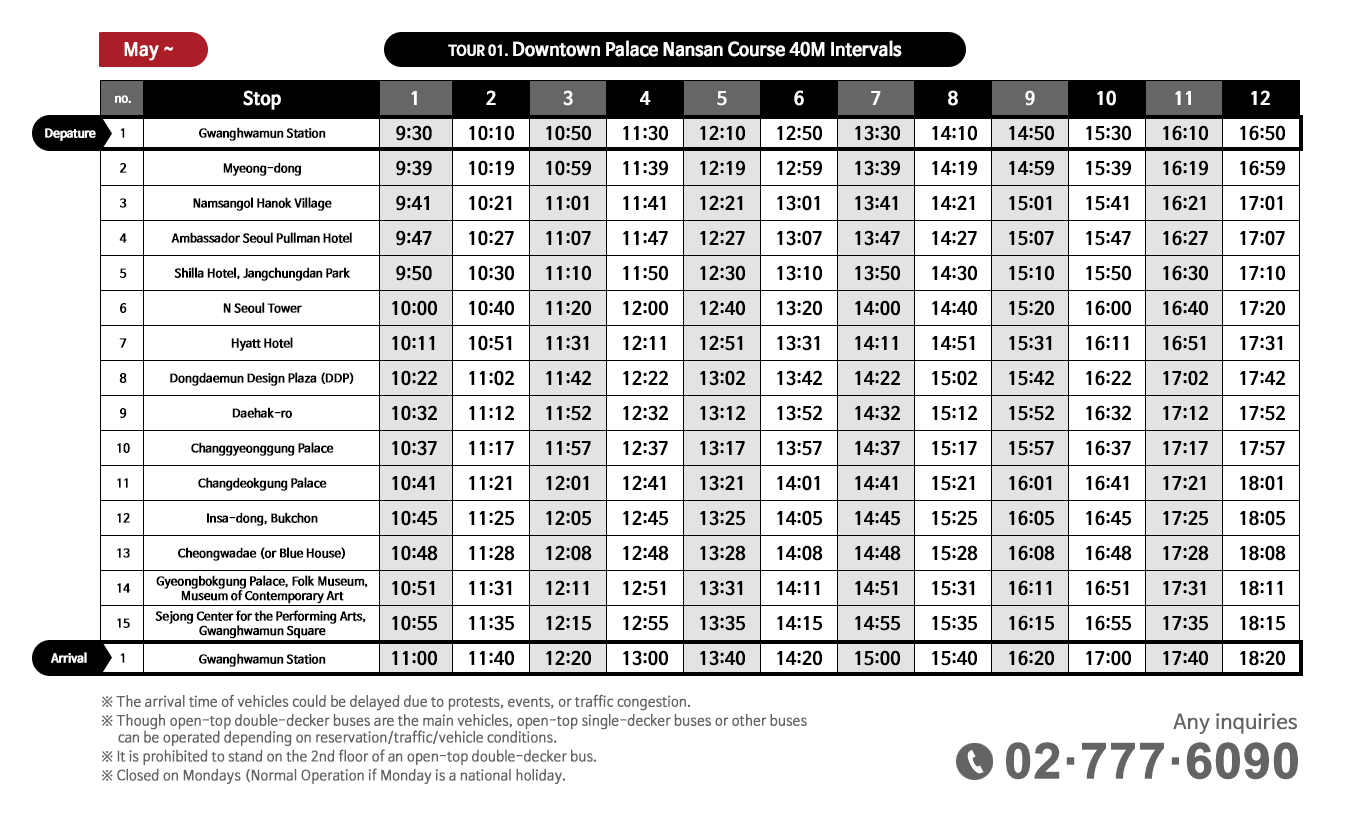 May ~
TOUR 01. Downtown Palace Nansan Course 40M Intervals
no. Stop 1 2 3 4 5 6 7 8 9 10 11 12
Depature 1 Gwanghwamun Station 9:30 10:10 10:50 11:30 12:10 12:50 13:30 14:10 14:50 15:30 16:10 16:50
2 Myeong-dong 9:39 10:19 10:59 11:39 12:19 12:59 13:39 14:19 14:59 15:39 16:19 16:59
3 Namsangol Hanok Village 9:41 10:21 11:01 11:41 12:21 13:01 13:41 14:21 15:01 15:41 16:21 17:01
4 Ambassador Seoul Pullman Hotel 9:47 10:27 11:07 11:47 12:27 13:07 13:47 14:27 15:07 15:47 16:27 17:07
5 Shilla Hotel, Jangchungdan Park 9:50 10:30 11:10 11:50 12:30 13:10 13:50 14:30 15:10 15:50 16:30 17:10
6 N Seoul Tower 10:00 10:40 11:20 12:00 12:40 13:20 14:00 14:40 15:20 16:00 16:40 17:20
7 Hyatt Hotel 10:11 10:51 11:31 12:11 12:51 13:31 14:11 14:51 15:31 16:11 16:51 17:31
8 Dongdaemun Design Plaza (DDP) 10:22 11:02 11:42 12:22 13:02 13:42 14:22 15:02 15:42 16:22 17:02 17:42
9 Daehak-ro 10:32 11:12 11:52 12:32 13:12 13:52 14:32 15:12 15:52 16:32 17:12 17:52
10 Changgyeonggung Palace 10:37 11:17 11:57 12:37 13:17 13:57 14:37 15:17 15:57 16:37 17:17 17:57
11 Changdeokgung Palace 10:41 11:21 12:01 12:41 13:21 14:01 14:41 15:21 16:01 16:41 17:21 18:01
12 Insa-dong, Bukchon 10:45 11:25 12:05 12:45 13:25 14:05 14:45 15:25 16:05 16:45 17:25 18:05
13 Cheongwadae (or Blue House) 10:48 11:28 12:08 12:48 13:28 14:08 14:48 15:28 16:08 16:48 17:28 18:08
14 Gyeongbokgung Palace, Folk Museum,
Museum of Contemporary Art 10:51 11:31 12:11 12:51 13:31 14:11 14:51 15:31 16:11 16:51 17:31 18:11
15 Sejong Center for the Performing Arts,
Gwanghwamun Square 10:55 11:35 12:15 12:55 13:35 14:15 14:55 15:35 16:15 16:55 17:35 18:15
Arrival 1 Gwanghwamun Station 11:00 11:40 12:20 13:00 13:40 14:20 15:00 15:40 16:20 17:00 17:40 18:20
※ The arrival time of vehicles could be delayed due to protests, events, or traffic congestion.
※ Though open-top double-decker buses are the main vehicles, open-top single-decker buses or other buses
can be operated depending on reservation/traffic/vehicle conditions.
※ It is prohibited to stand on the 2nd floor of an open-top double-decker bus.
※ Closed on Mondays (Normal Operation if Monday is a national holiday.
Any inquiries
02·777·6090